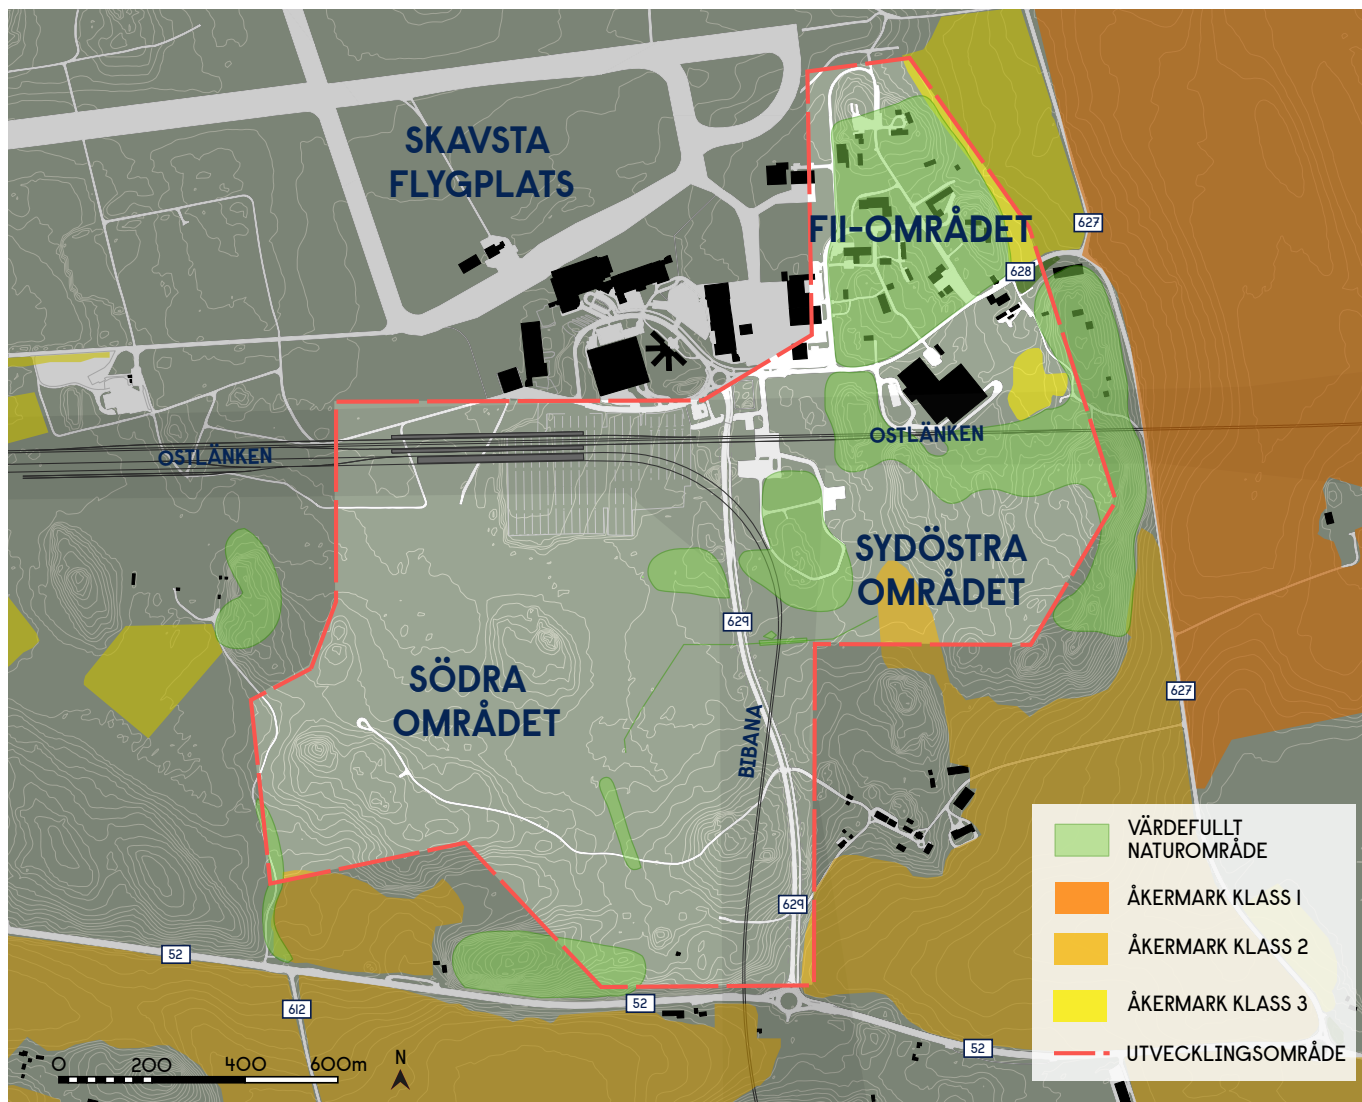 SKAVSTA
FLYGPLATS
FII-OMRÅDET
627
628
OSTLÄNKEN
OSTLÄNKEN
SYDÖSTRA
OMRÅDET
629
SÖDRA
OMRÅDET
627
BIBANA
629
52
52
612
52
0 200 400 600m
N
VÄRDEFULLT
NATUROMRÅDE
ÅKERMARK KLASS I
ÅKERMARK KLASS 2
ÅKERMARK KLASS 3
UTVECKLINGSOMRÅDE